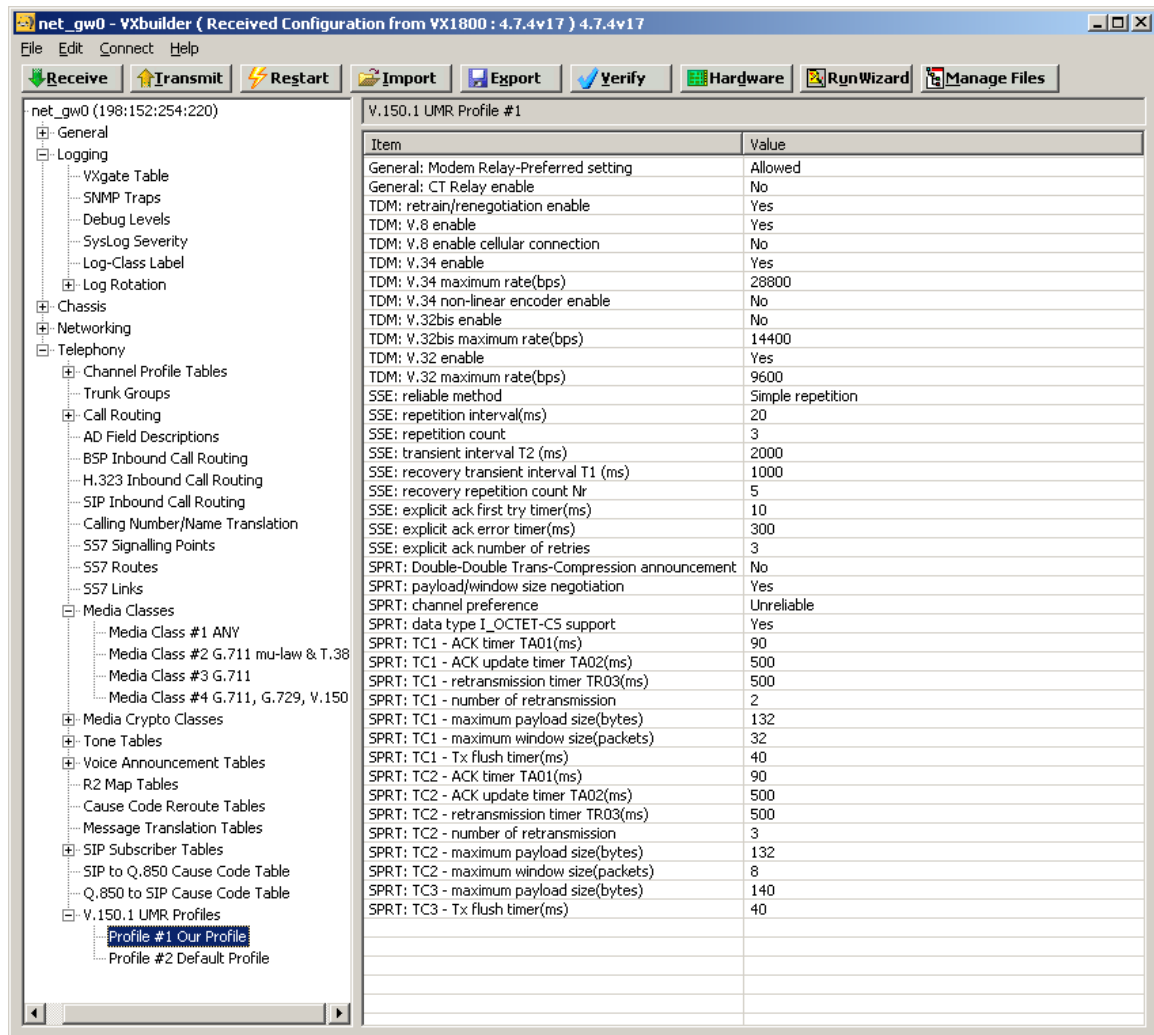 net_gw0 - VXbuilder ( Received Configuration from VX1800 : 4.7.4v17 ) 4.7.4v17
File Edit Connect Help
Receive Transmit Restart Import Export Verify Hardware RunWizard Manage Files
net_gw0 (198:152:254:220)
General
Logging
VXgate Table
SNMP Traps
Debug Levels
SysLog Severity
Log-Class Label
Log Rotation
Chassis
Networking
Telephony
Channel Profile Tables
Trunk Groups
Call Routing
AD Field Descriptions
BSP Inbound Call Routing
H.323 Inbound Call Routing
SIP Inbound Call Routing
Calling Number/Name Translation
SS7 Signalling Points
SS7 Routes
SS7 Links
Media Classes
Media Class #1 ANY
Media Class #2 G.711 mu-law & T.38
Media Class #3 G.711
Media Class #4 G.711, G.729, V.150
Media Crypto Classes
Tone Tables
Voice Announcement Tables
R2 Map Tables
Cause Code Reroute Tables
Message Translation Tables
SIP Subscriber Tables
SIP to Q.850 Cause Code Table
Q.850 to SIP Cause Code Table
V.150.1 UMR Profiles
Profile #1 Our Profile
Profile #2 Default Profile
V.150.1 UMR Profile #1
Item Value
General: Modem Relay-Preferred setting Allowed
General: CT Relay enable No
TDM: retrain/renegotiation enable Yes
TDM: V.8 enable Yes
TDM: V.8 enable cellular connection No
TDM: V.34 enable Yes
TDM: V.34 maximum rate(bps) 28800
TDM: V.34 non-linear encoder enable No
TDM: V.32bis enable No
TDM: V.32bis maximum rate(bps) 14400
TDM: V.32 enable Yes
TDM: V.32 maximum rate(bps) 9600
SSE: reliable method Simple repetition
SSE: repetition interval(ms) 20
SSE: repetition count 3
SSE: transient interval T2 (ms) 2000
SSE: recovery transient interval T1 (ms) 1000
SSE: recovery repetition count Nr 5
SSE: explicit ack first try timer(ms) 10
SSE: explicit ack error timer(ms) 300
SSE: explicit ack number of retries 3
SPRT: Double-Double Trans-Compression announcement No
SPRT: payload/window size negotiation Yes
SPRT: channel preference Unreliable
SPRT: data type I_OCTET-CS support Yes
SPRT: TC1 - ACK timer TA01(ms) 90
SPRT: TC1 - ACK update timer TA02(ms) 500
SPRT: TC1 - retransmission timer TR03(ms) 500
SPRT: TC1 - number of retransmission 2
SPRT: TC1 - maximum payload size(bytes) 132
SPRT: TC1 - maximum window size(packets) 32
SPRT: TC1 - Tx flush timer(ms) 40
SPRT: TC2 - ACK timer TA01(ms) 90
SPRT: TC2 - ACK update timer TA02(ms) 500
SPRT: TC2 - retransmission timer TR03(ms) 500
SPRT: TC2 - number of retransmission 3
SPRT: TC2 - maximum payload size(bytes) 132
SPRT: TC2 - maximum window size(packets) 8
SPRT: TC3 - maximum payload size(bytes) 140
SPRT: TC3 - Tx flush timer(ms) 40